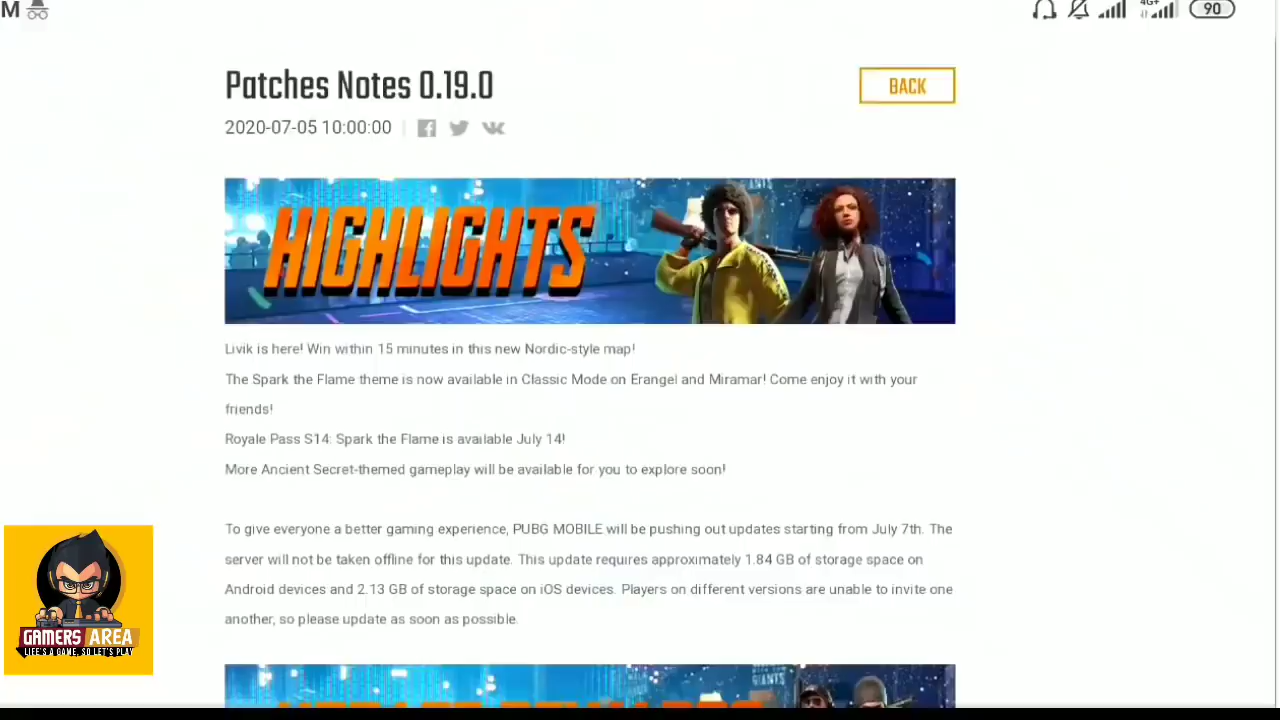 M
4G+
90
Patches Notes 0.19.0
BACK
2020-07-05 10:00:00
HIGHLIGHTS
Livik is here! Win within 15 minutes in this new Nordic-style map!
The Spark the Flame theme is now available in Classic Mode on Erangel and Miramar! Come enjoy it with your
friends!
Royale Pass S14: Spark the Flame is available July 14!
More Ancient Secret-themed gameplay will be available for you to explore soon!
To give everyone a better gaming experience, PUBG MOBILE will be pushing out updates starting from July 7th. The
server will not be taken offline for this update. This update requires approximately 1.84 GB of storage space on
Android devices and 2.13 GB of storage space on iOS devices. Players on different versions are unable to invite one
another, so please update as soon as possible.
GAMERS AREA
LIFE'S A GAME, SO LET'S PLAY
GIANTS